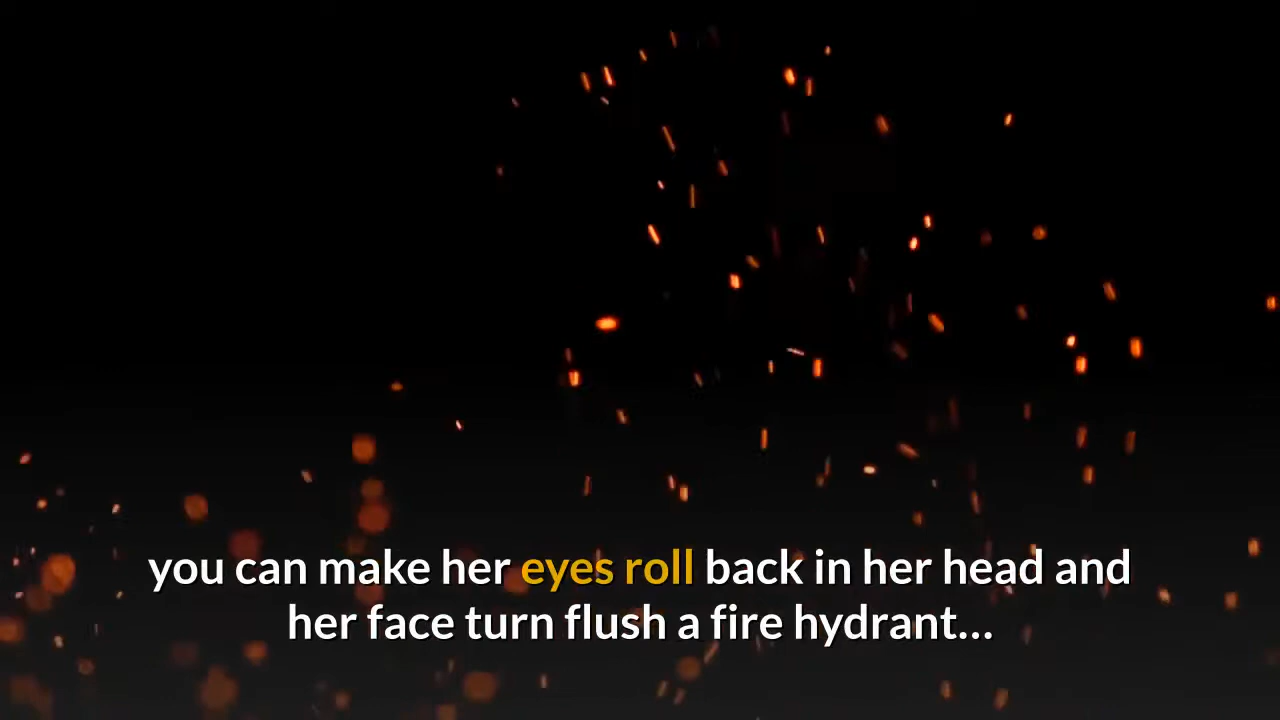 you can make her eyes roll back in her head and
her face turn flush a fire hydrant...